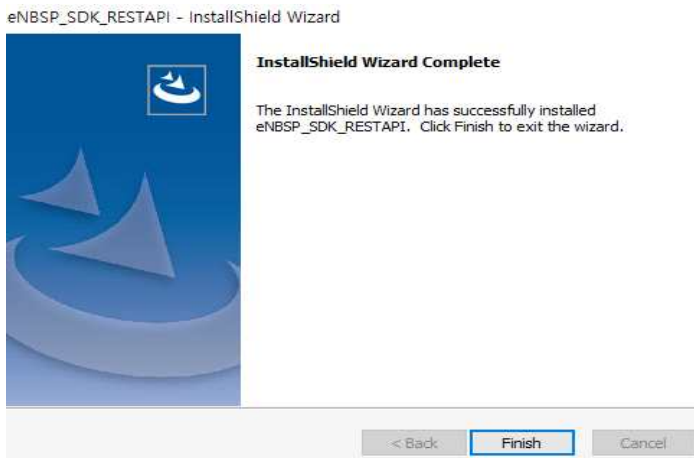 eNBSP_SDK_RESTAPI - InstallShield Wizard
InstallShield Wizard Complete
The InstallShield Wizard has successfully installed
eNBSP_SDK_RESTAPI. Click Finish to exit the wizard.
< Back
Finish
Cancel